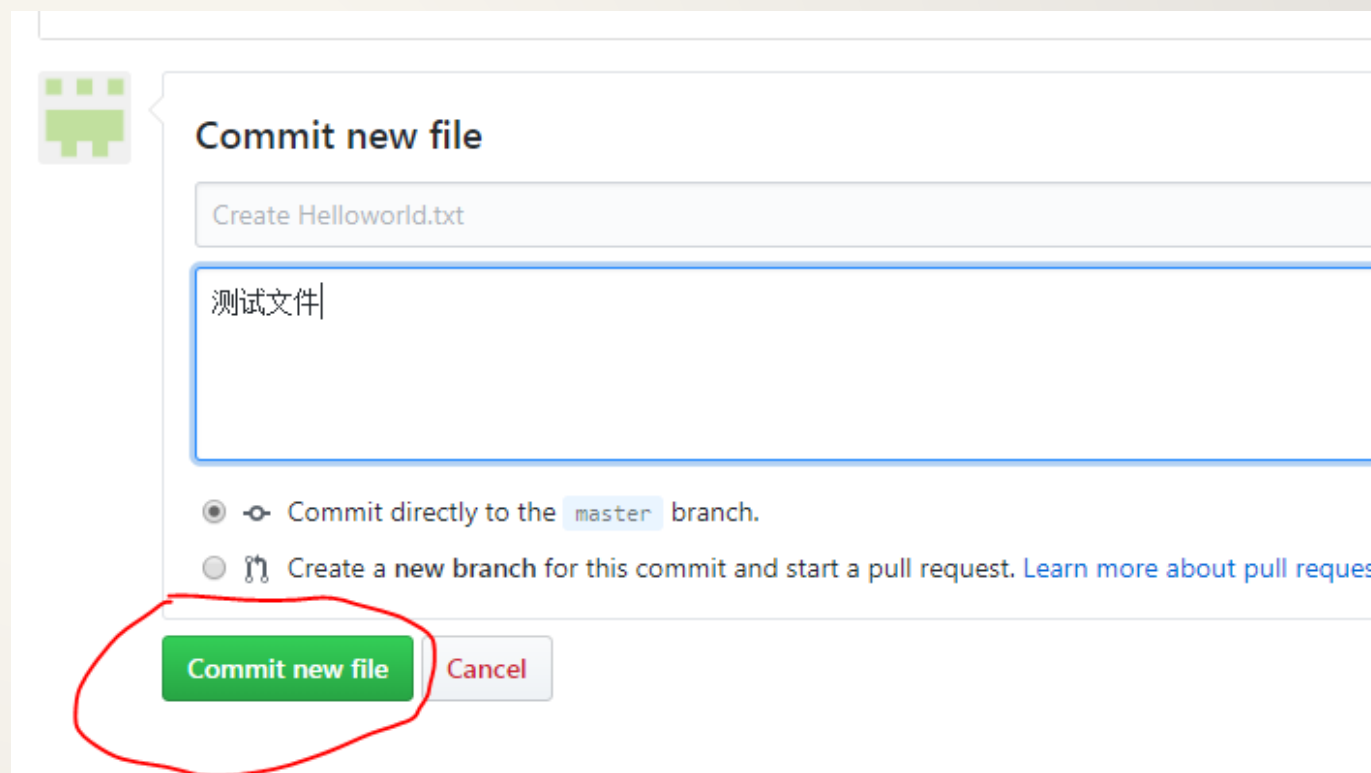 Commit new file
Create Helloworld.txt
测试文件
Commit directly to the master branch.
Create a new branch for this commit and start a pull request. Learn more about pull reques
Commit new file
Cancel